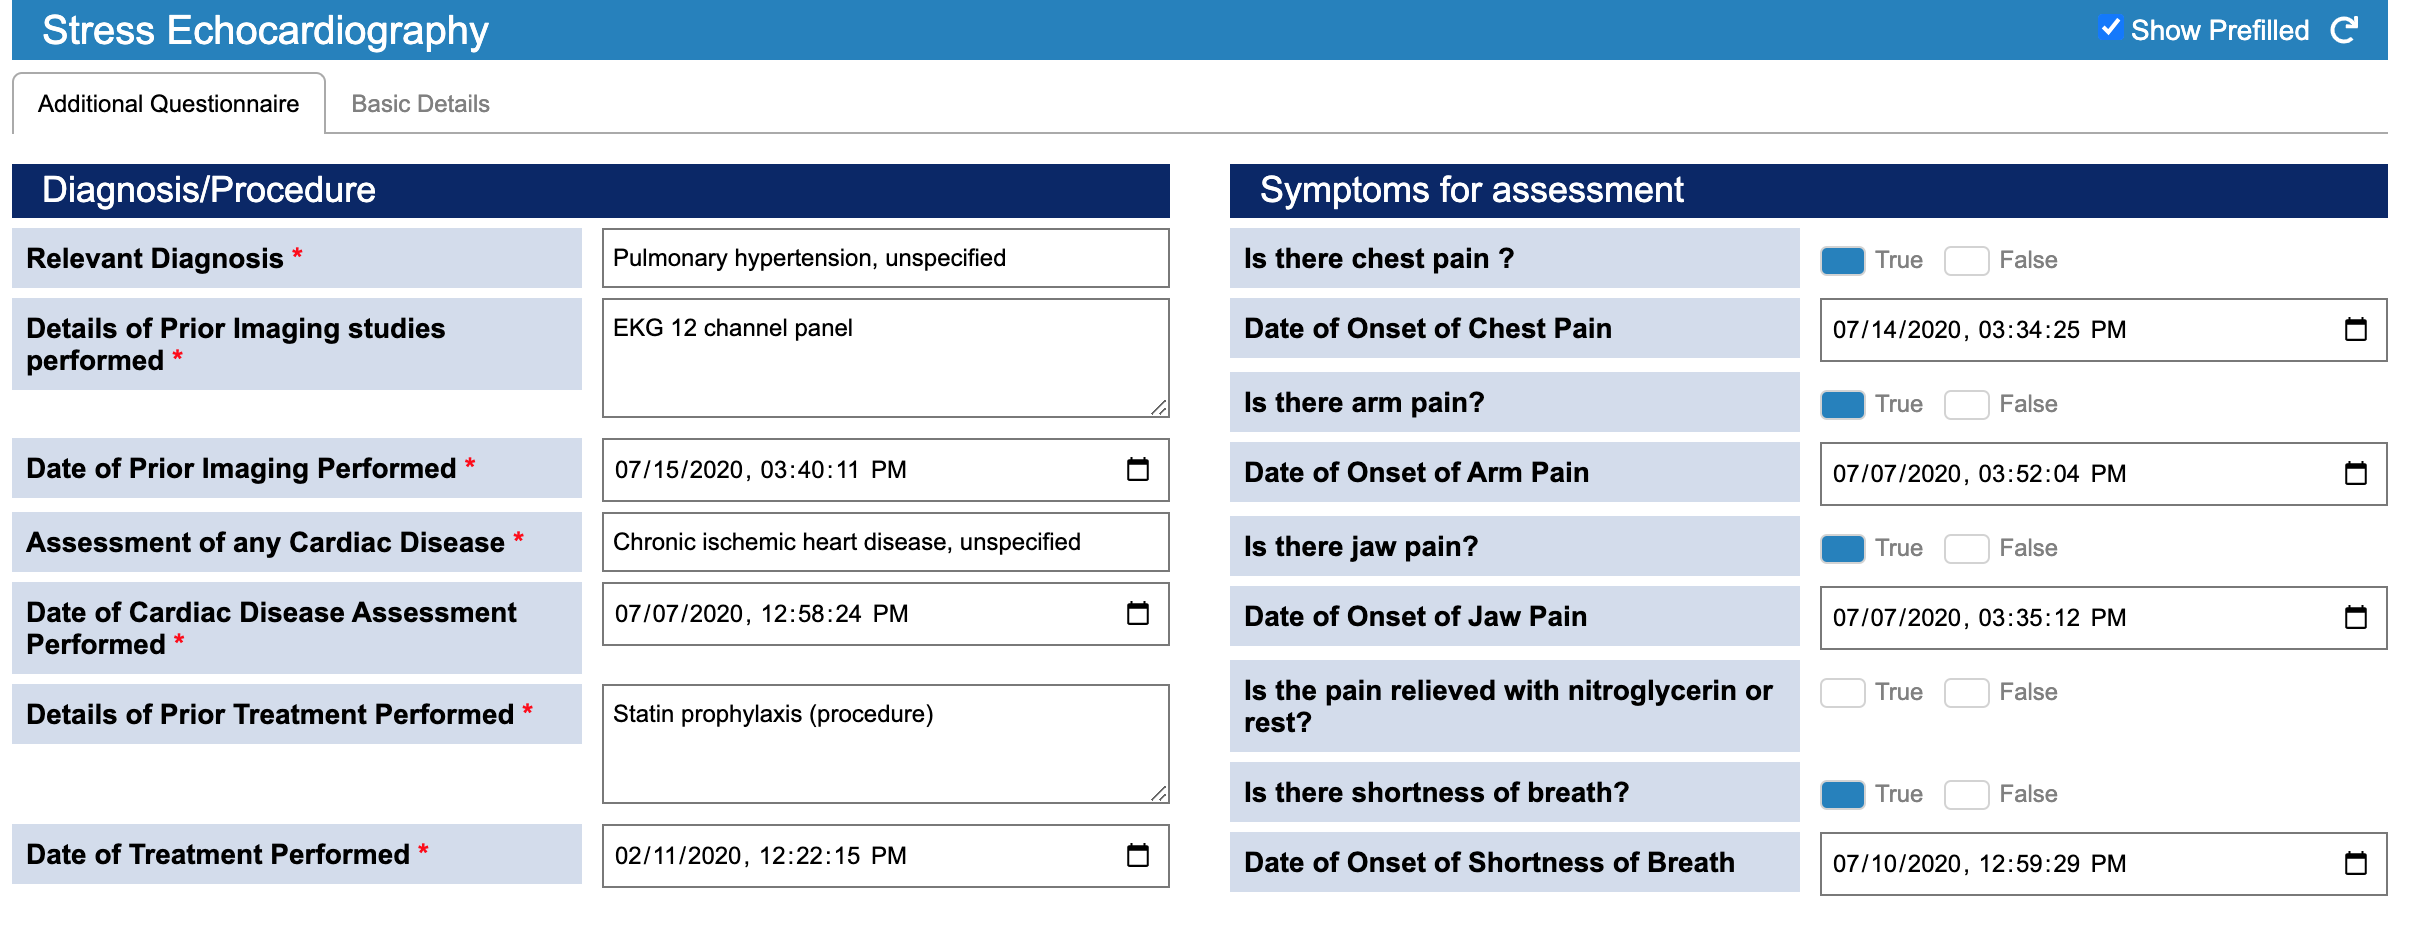 Stress Echocardiography
Show Prefilled
Additional Questionnaire
Basic Details
Diagnosis/Procedure
Relevant Diagnosis *
Pulmonary hypertension, unspecified
Details of Prior Imaging studies
performed *
EKG 12 channel panel
Date of Prior Imaging Performed *
07/15/2020, 03:40:11 PM
Assessment of any Cardiac Disease *
Chronic ischemic heart disease, unspecified
Date of Cardiac Disease Assessment
Performed *
07/07/2020, 12:58:24 PM
Details of Prior Treatment Performed *
Statin prophylaxis (procedure)
Date of Treatment Performed *
02/11/2020, 12:22:15 PM
Symptoms for assessment
Is there chest pain ?
True False
Date of Onset of Chest Pain
07/14/2020, 03:34:25 PM
Is there arm pain?
True False
Date of Onset of Arm Pain
07/07/2020, 03:52:04 PM
Is there jaw pain?
True False
Date of Onset of Jaw Pain
07/07/2020, 03:35:12 PM
Is the pain relieved with nitroglycerin or
rest?
True False
Is there shortness of breath?
True False
Date of Onset of Shortness of Breath
07/10/2020, 12:59:29 PM